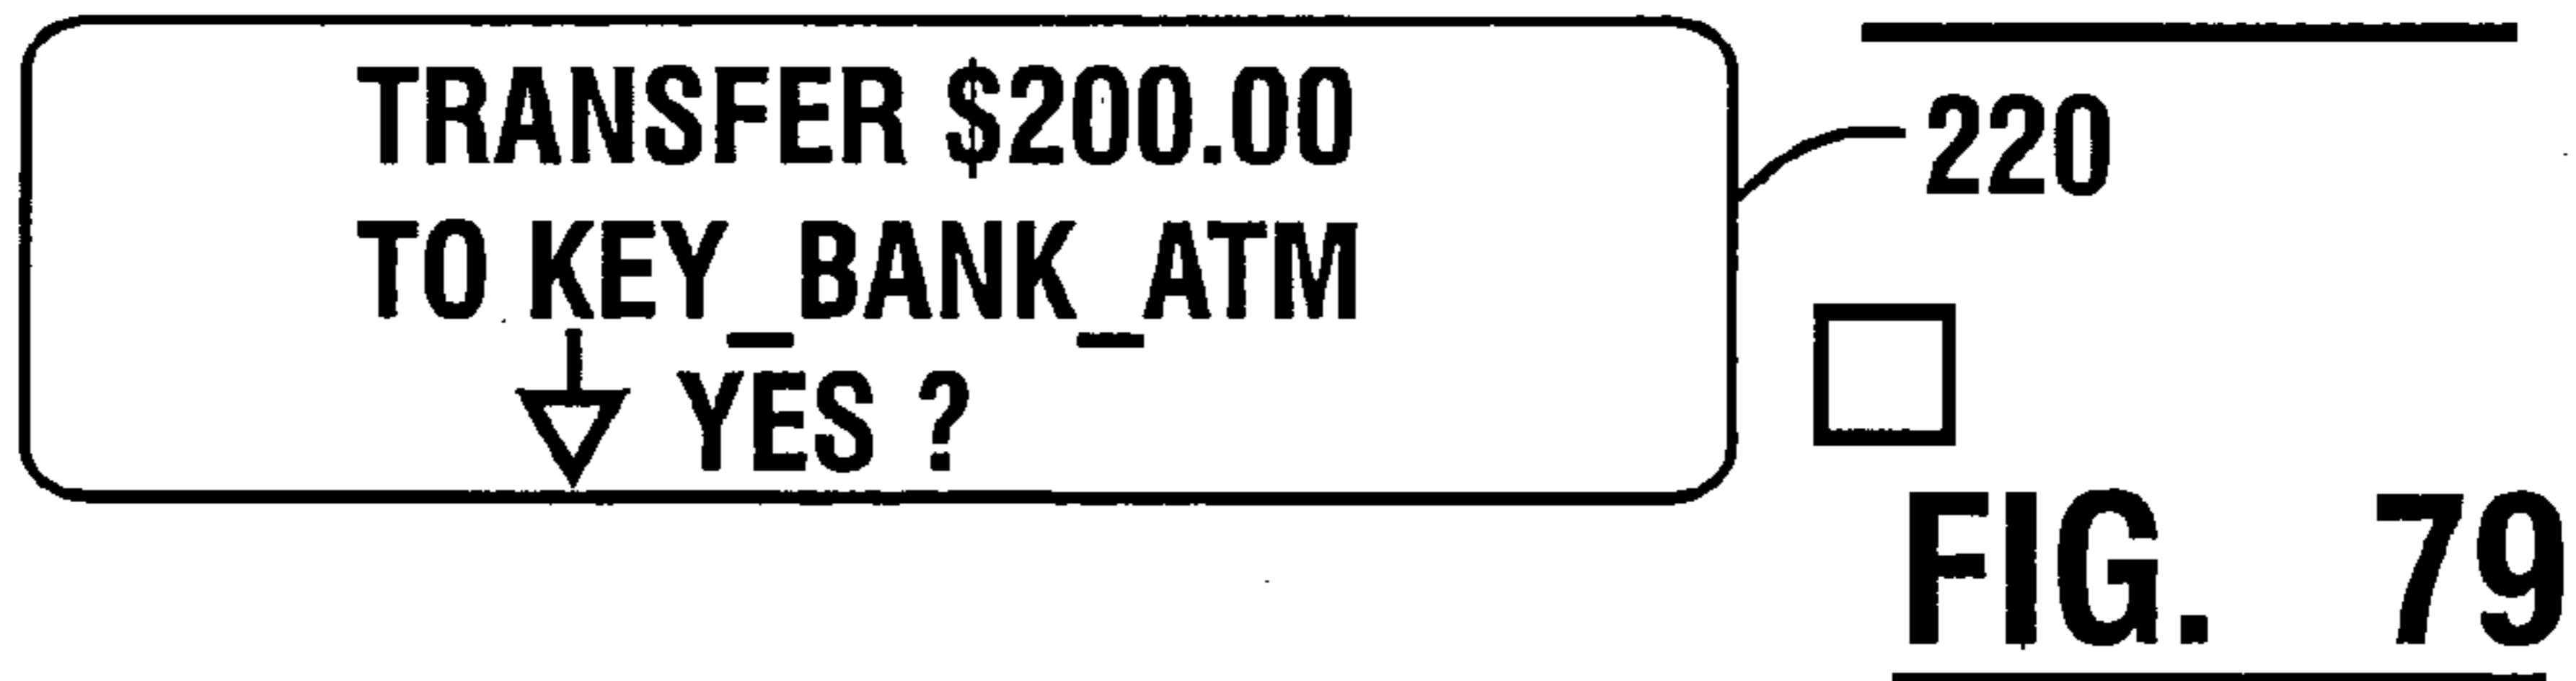 TRANSFER $200.00
TO KEY_BANK_ATM
YES ?
220
FIG. 79